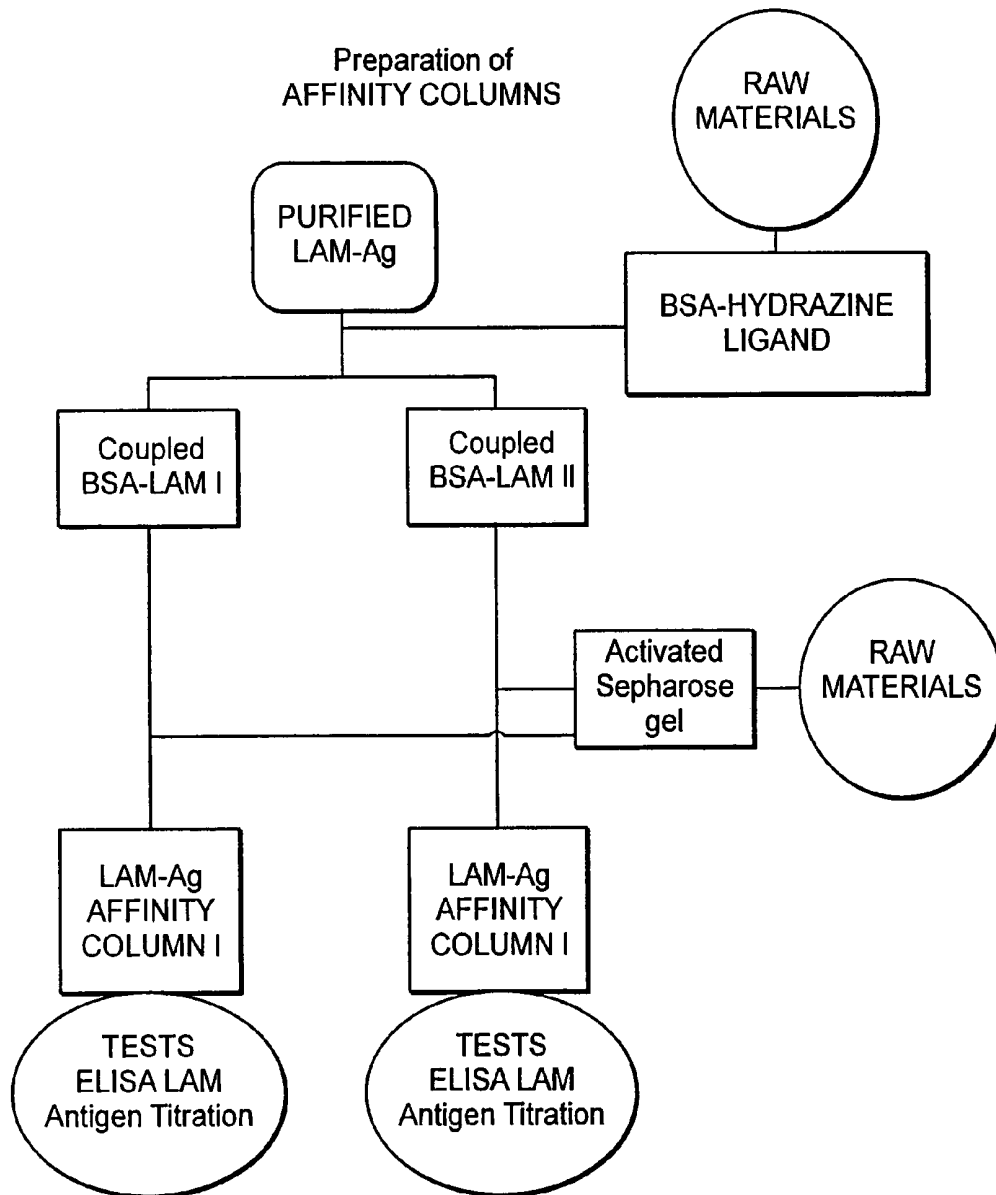 Preparation of
AFFINITY COLUMNS
RAW
MATERIALS
PURIFIED
LAM-Ag
BSA-HYDRAZINE
LIGAND
Coupled
BSA-LAM I
Coupled
BSA-LAM II
Activated
Sepharose
gel
RAW
MATERIALS
LAM-Ag
AFFINITY
COLUMN I
LAM-Ag
AFFINITY
COLUMN I
TESTS
ELISA LAM
Antigen Titration
TESTS
ELISA LAM
Antigen Titration